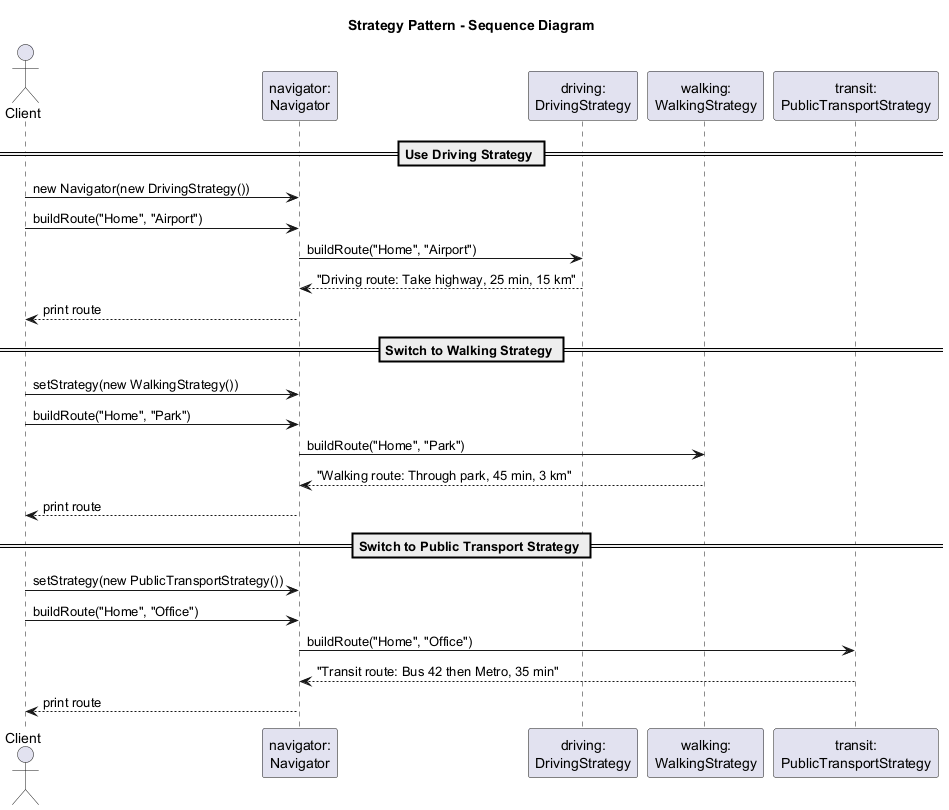 Strategy Pattern - Sequence Diagram
Client
navigator:
Navigator
driving:
DrivingStrategy
walking:
WalkingStrategy
transit:
PublicTransportStrategy
Use Driving Strategy
new Navigator(new DrivingStrategy())
buildRoute("Home", "Airport")
buildRoute("Home", "Airport")
"Driving route: Take highway, 25 min, 15 km"
print route
Switch to Walking Strategy
setStrategy(new WalkingStrategy())
buildRoute("Home", "Park")
buildRoute("Home", "Park")
"Walking route: Through park, 45 min, 3 km"
print route
Switch to Public Transport Strategy
setStrategy(new PublicTransportStrategy())
buildRoute("Home", "Office")
buildRoute("Home", "Office")
"Transit route: Bus 42 then Metro, 35 min"
print route
Client
navigator:
Navigator
driving:
DrivingStrategy
walking:
WalkingStrategy
transit:
PublicTransportStrategy